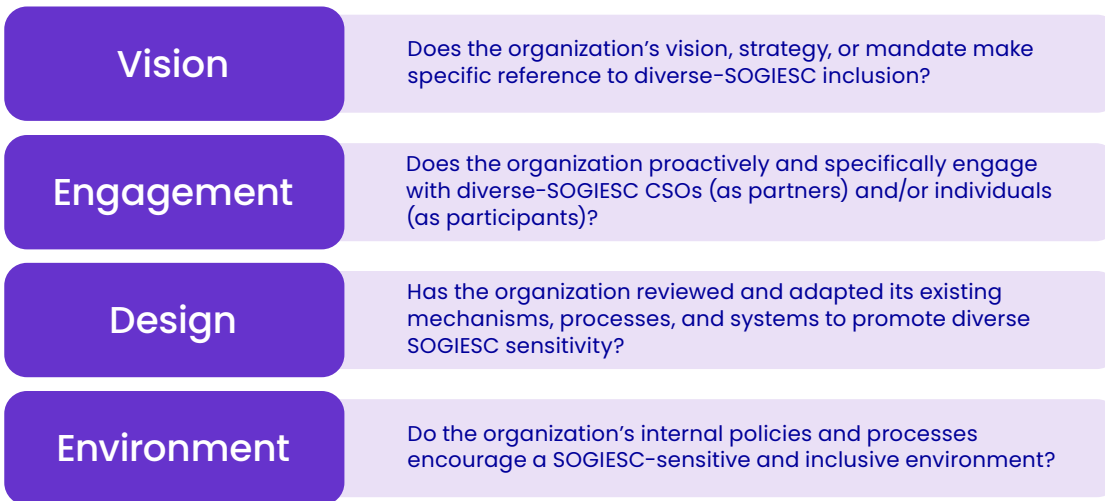 Vision
Does the organization’s vision, strategy, or mandate make
specific reference to diverse-SOGIESC inclusion?
Engagement
Does the organization proactively and specifically engage
with diverse-SOGIESC CSOs (as partners) and/or individuals
(as participants)?
Design
Has the organization reviewed and adapted its existing
mechanisms, processes, and systems to promote diverse
SOGIESC sensitivity?
Environment
Do the organization’s internal policies and processes
encourage a SOGIESC-sensitive and inclusive environment?